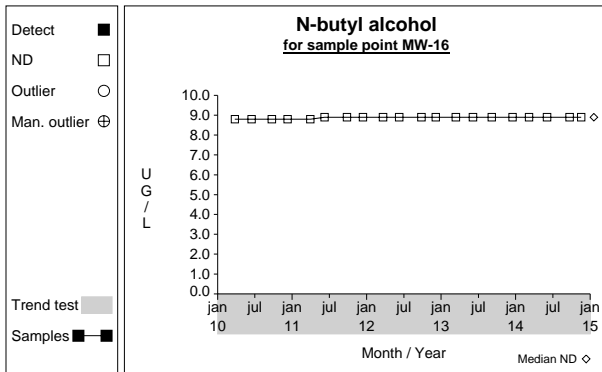 Detect
ND
Outlier
Man. outlier
Trend test
Samples
N-butyl alcohol
for sample point MW-16
U
G
/
L
10.0
9.0
8.0
7.0
6.0
5.0
4.0
3.0
2.0
1.0
0.0
jan jul jan jul jan jul jan jul jan jul jan
10 11 12 13 14 15
Month / Year
Median ND